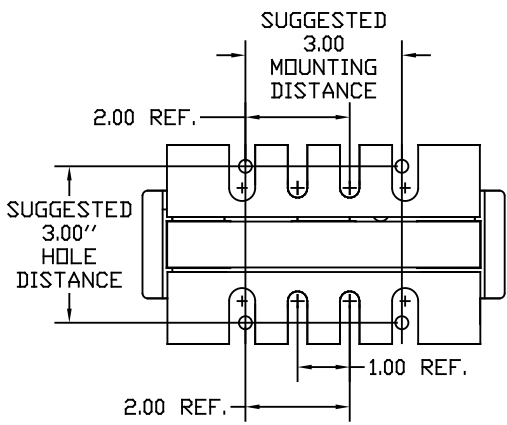 SUGGESTED
3.00
MOUNTING
DISTANCE
2.00 REF.
SUGGESTED
3.00″
HOLE
DISTANCE
1.00 REF.
2.00 REF.